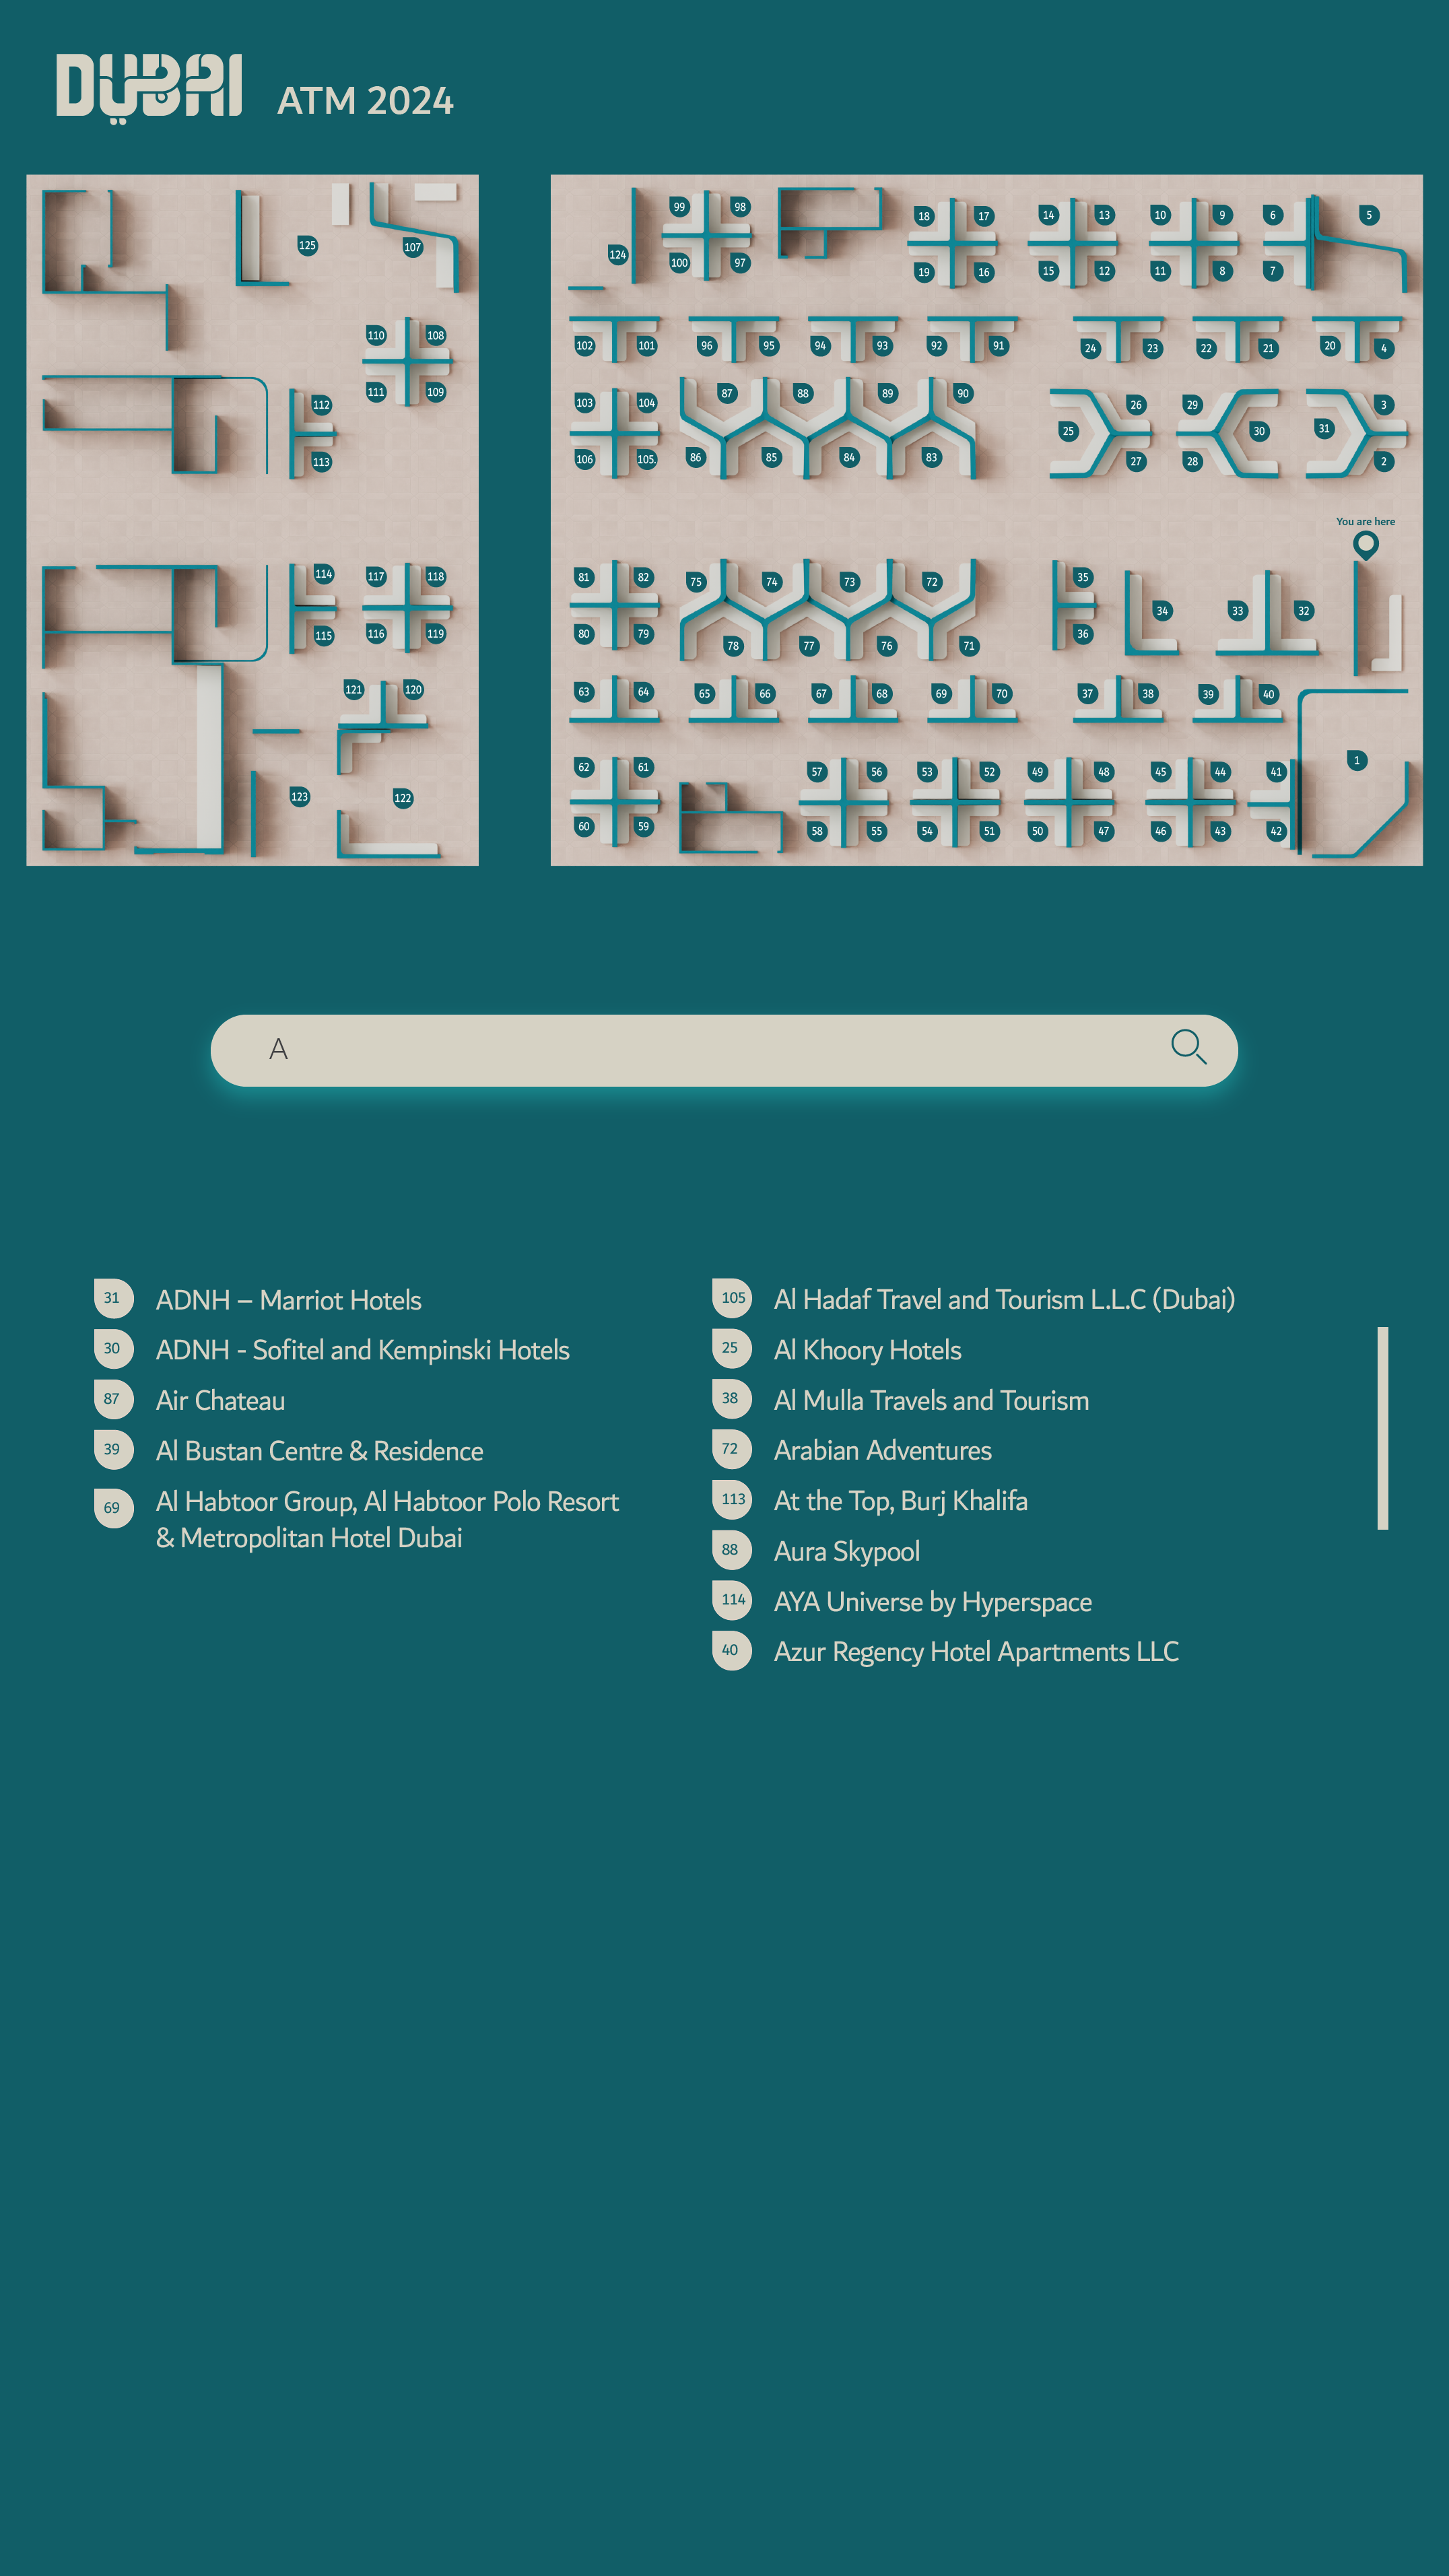 DUBAI ATM 2024
125 107
110 108
111 109
112
113
114 117 118
115 116 119
121 120
123 122
99 98 18 17 14 13 10 9 6 5
124 100 97 19 16 15 12 11 8 7
102 101 96 95 94 93 92 91 24 23 22 21 20 4
103 104 87 88 89 90 26 29 3
25 30 31
106 105. 86 85 84 83 27 28 2
You are here
81 82 75 74 73 72 35
34 33 32
80 79 78 77 76 71 36
63 64 65 66 67 68 69 70 37 38 39 40
62 61 57 56 53 52 49 48 45 44 41 1
60 59 58 55 54 51 50 47 46 43 42
A
31 ADNH – Marriot Hotels
30 ADNH - Sofitel and Kempinski Hotels
87 Air Chateau
39 Al Bustan Centre & Residence
69 Al Habtoor Group, Al Habtoor Polo Resort
& Metropolitan Hotel Dubai
105 Al Hadaf Travel and Tourism L.L.C (Dubai)
25 Al Khoory Hotels
38 Al Mulla Travels and Tourism
72 Arabian Adventures
113 At the Top, Burj Khalifa
88 Aura Skypool
114 AYA Universe by Hyperspace
40 Azur Regency Hotel Apartments LLC